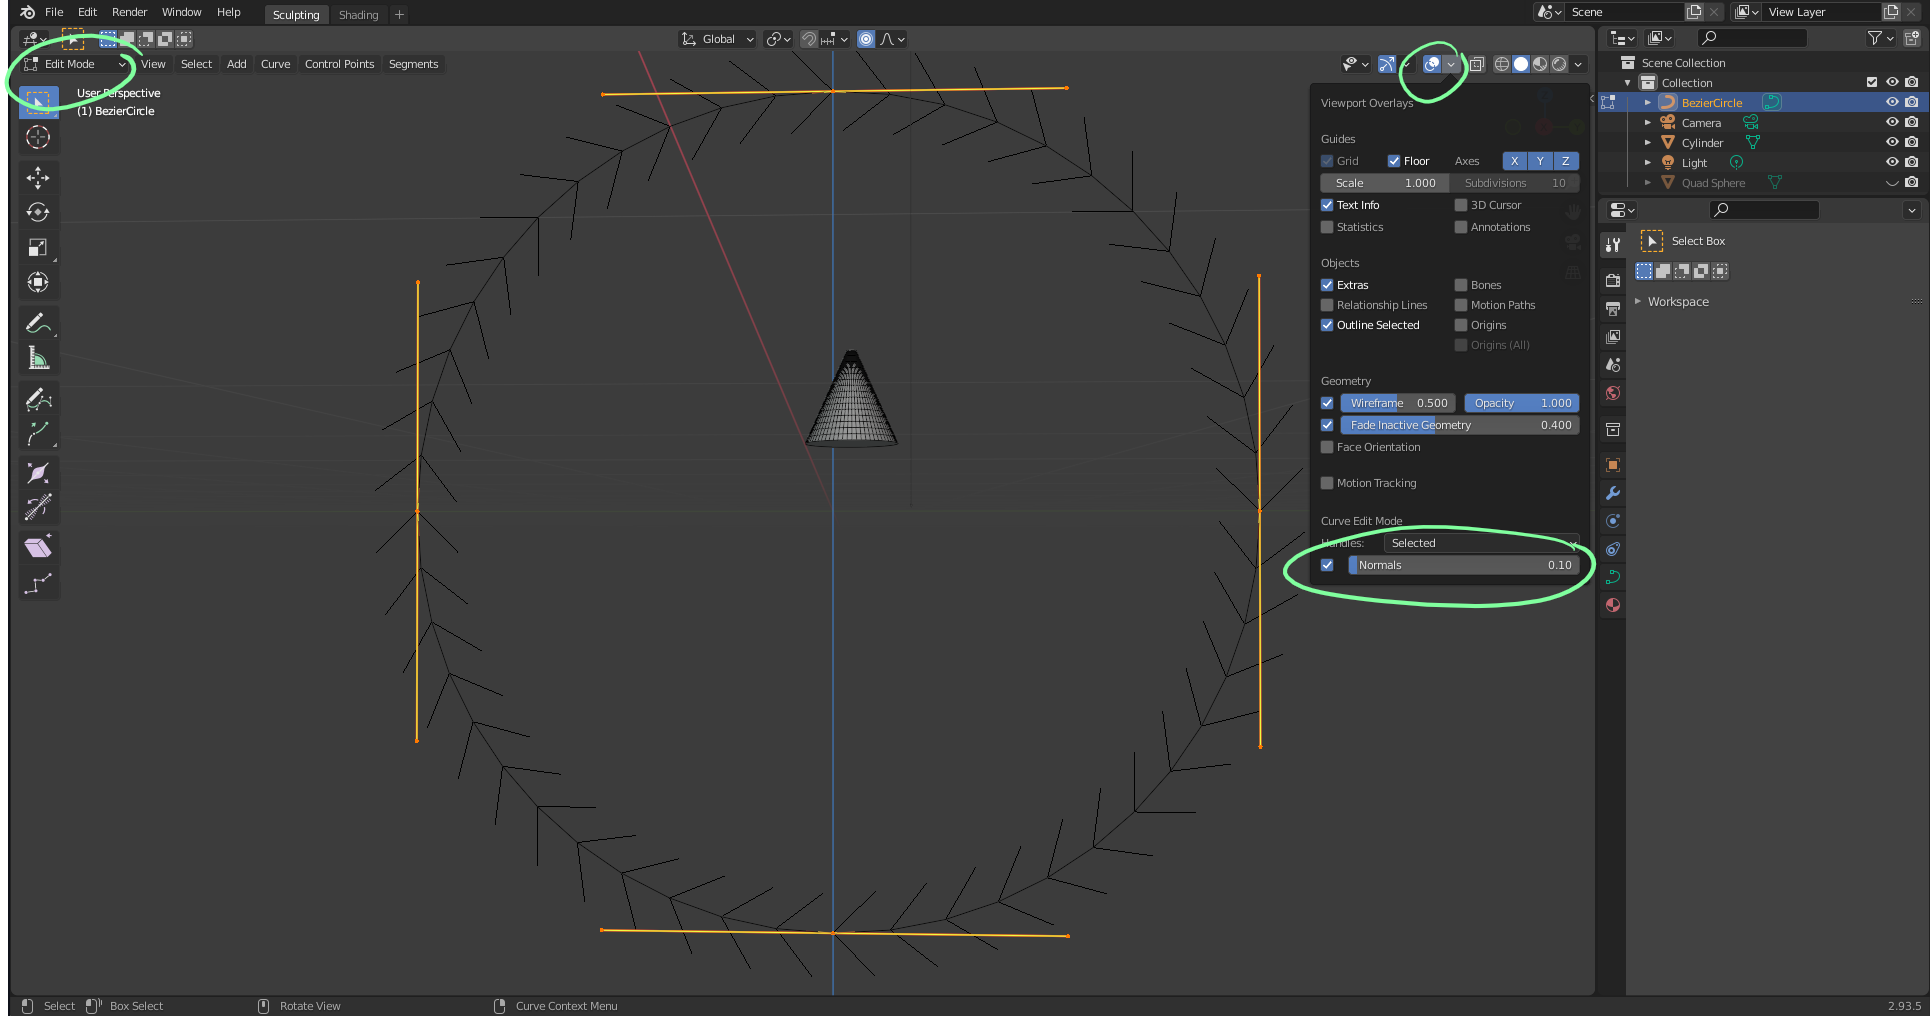 File Edit Render Window Help Sculpting Shading + Scene View Layer
Global
Edit Mode View Select Add Curve Control Points Segments
User Perspective
(1) BezierCircle
Viewport Overlays
Guides
Grid Floor Axes X Y Z
Scale 1.000 Subdivisions 10
Text Info 3D Cursor
Statistics Annotations
Objects
Extras Bones
Relationship Lines Motion Paths
Outline Selected Origins
Origins (All)
Geometry
Wireframe 0.500 Opacity 1.000
Fade Inactive Geometry 0.400
Face Orientation
Motion Tracking
Curve Edit Mode
Handles: Selected
Normals 0.10
Scene Collection
Collection
BezierCircle
Camera
Cylinder
Light
Quad Sphere
Select Box
Workspace
Select Box Select Rotate View Curve Context Menu 2.93.5